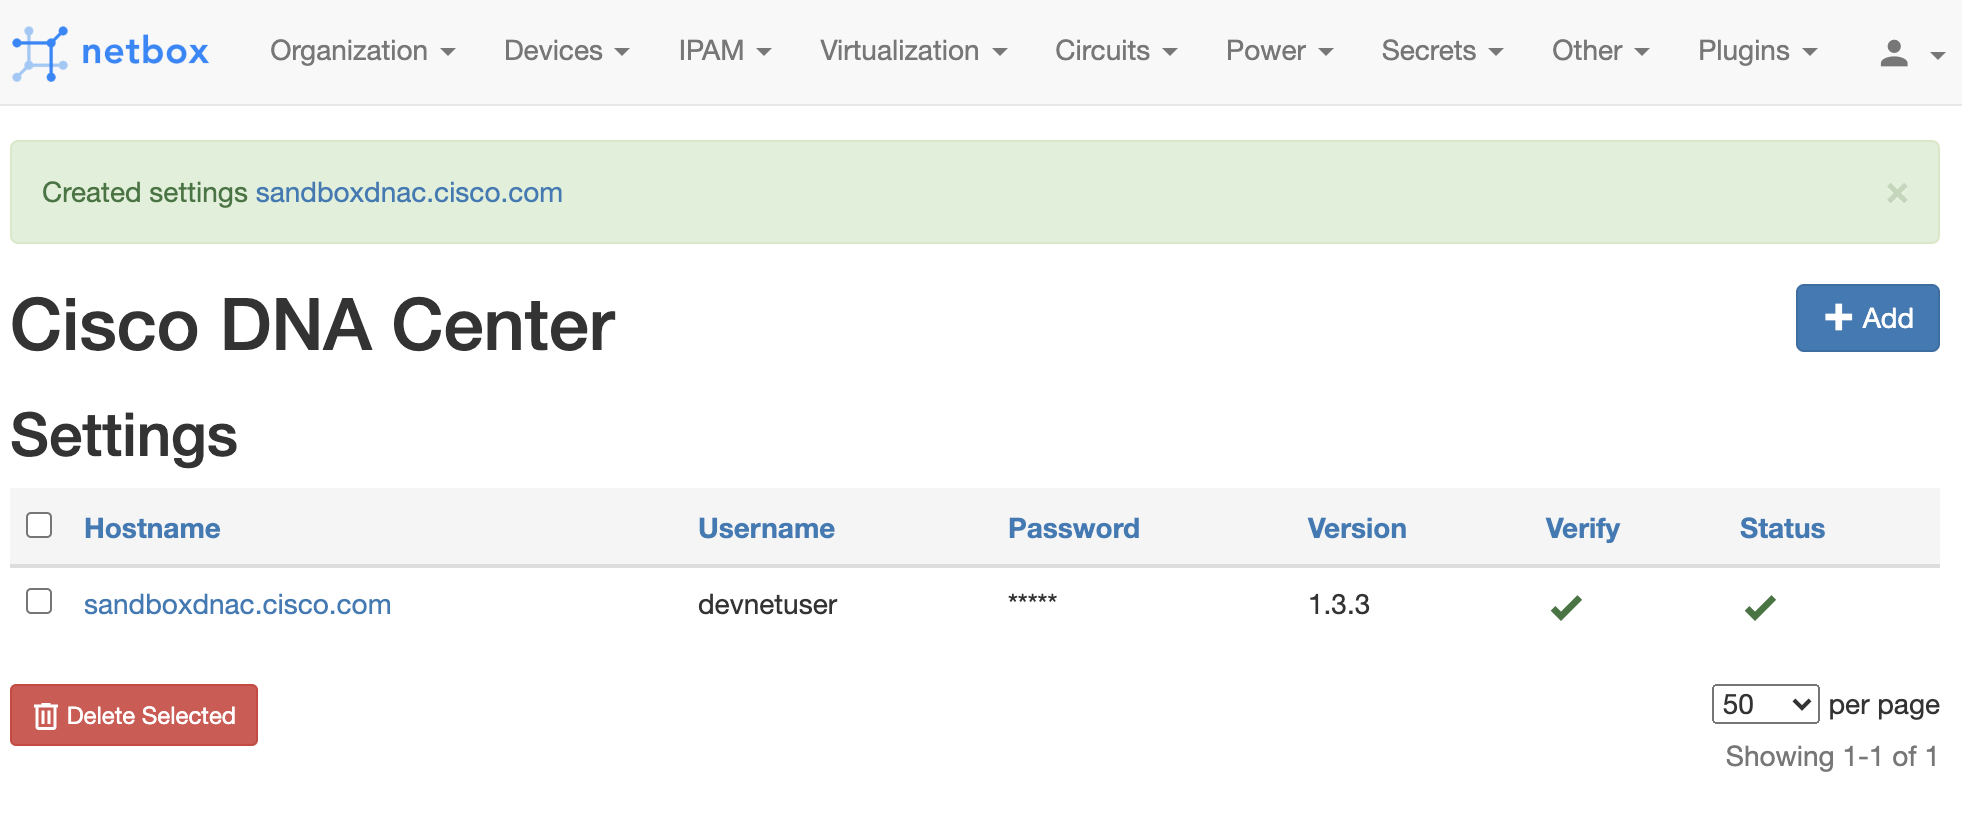 netbox Organization Devices IPAM Virtualization Circuits Power Secrets Other Plugins
Created settings sandboxdnac.cisco.com ×
Cisco DNA Center
+ Add
Settings
Hostname Username Password Version Verify Status
sandboxdnac.cisco.com devnetuser ***** 1.3.3
Delete Selected
50 per page
Showing 1-1 of 1